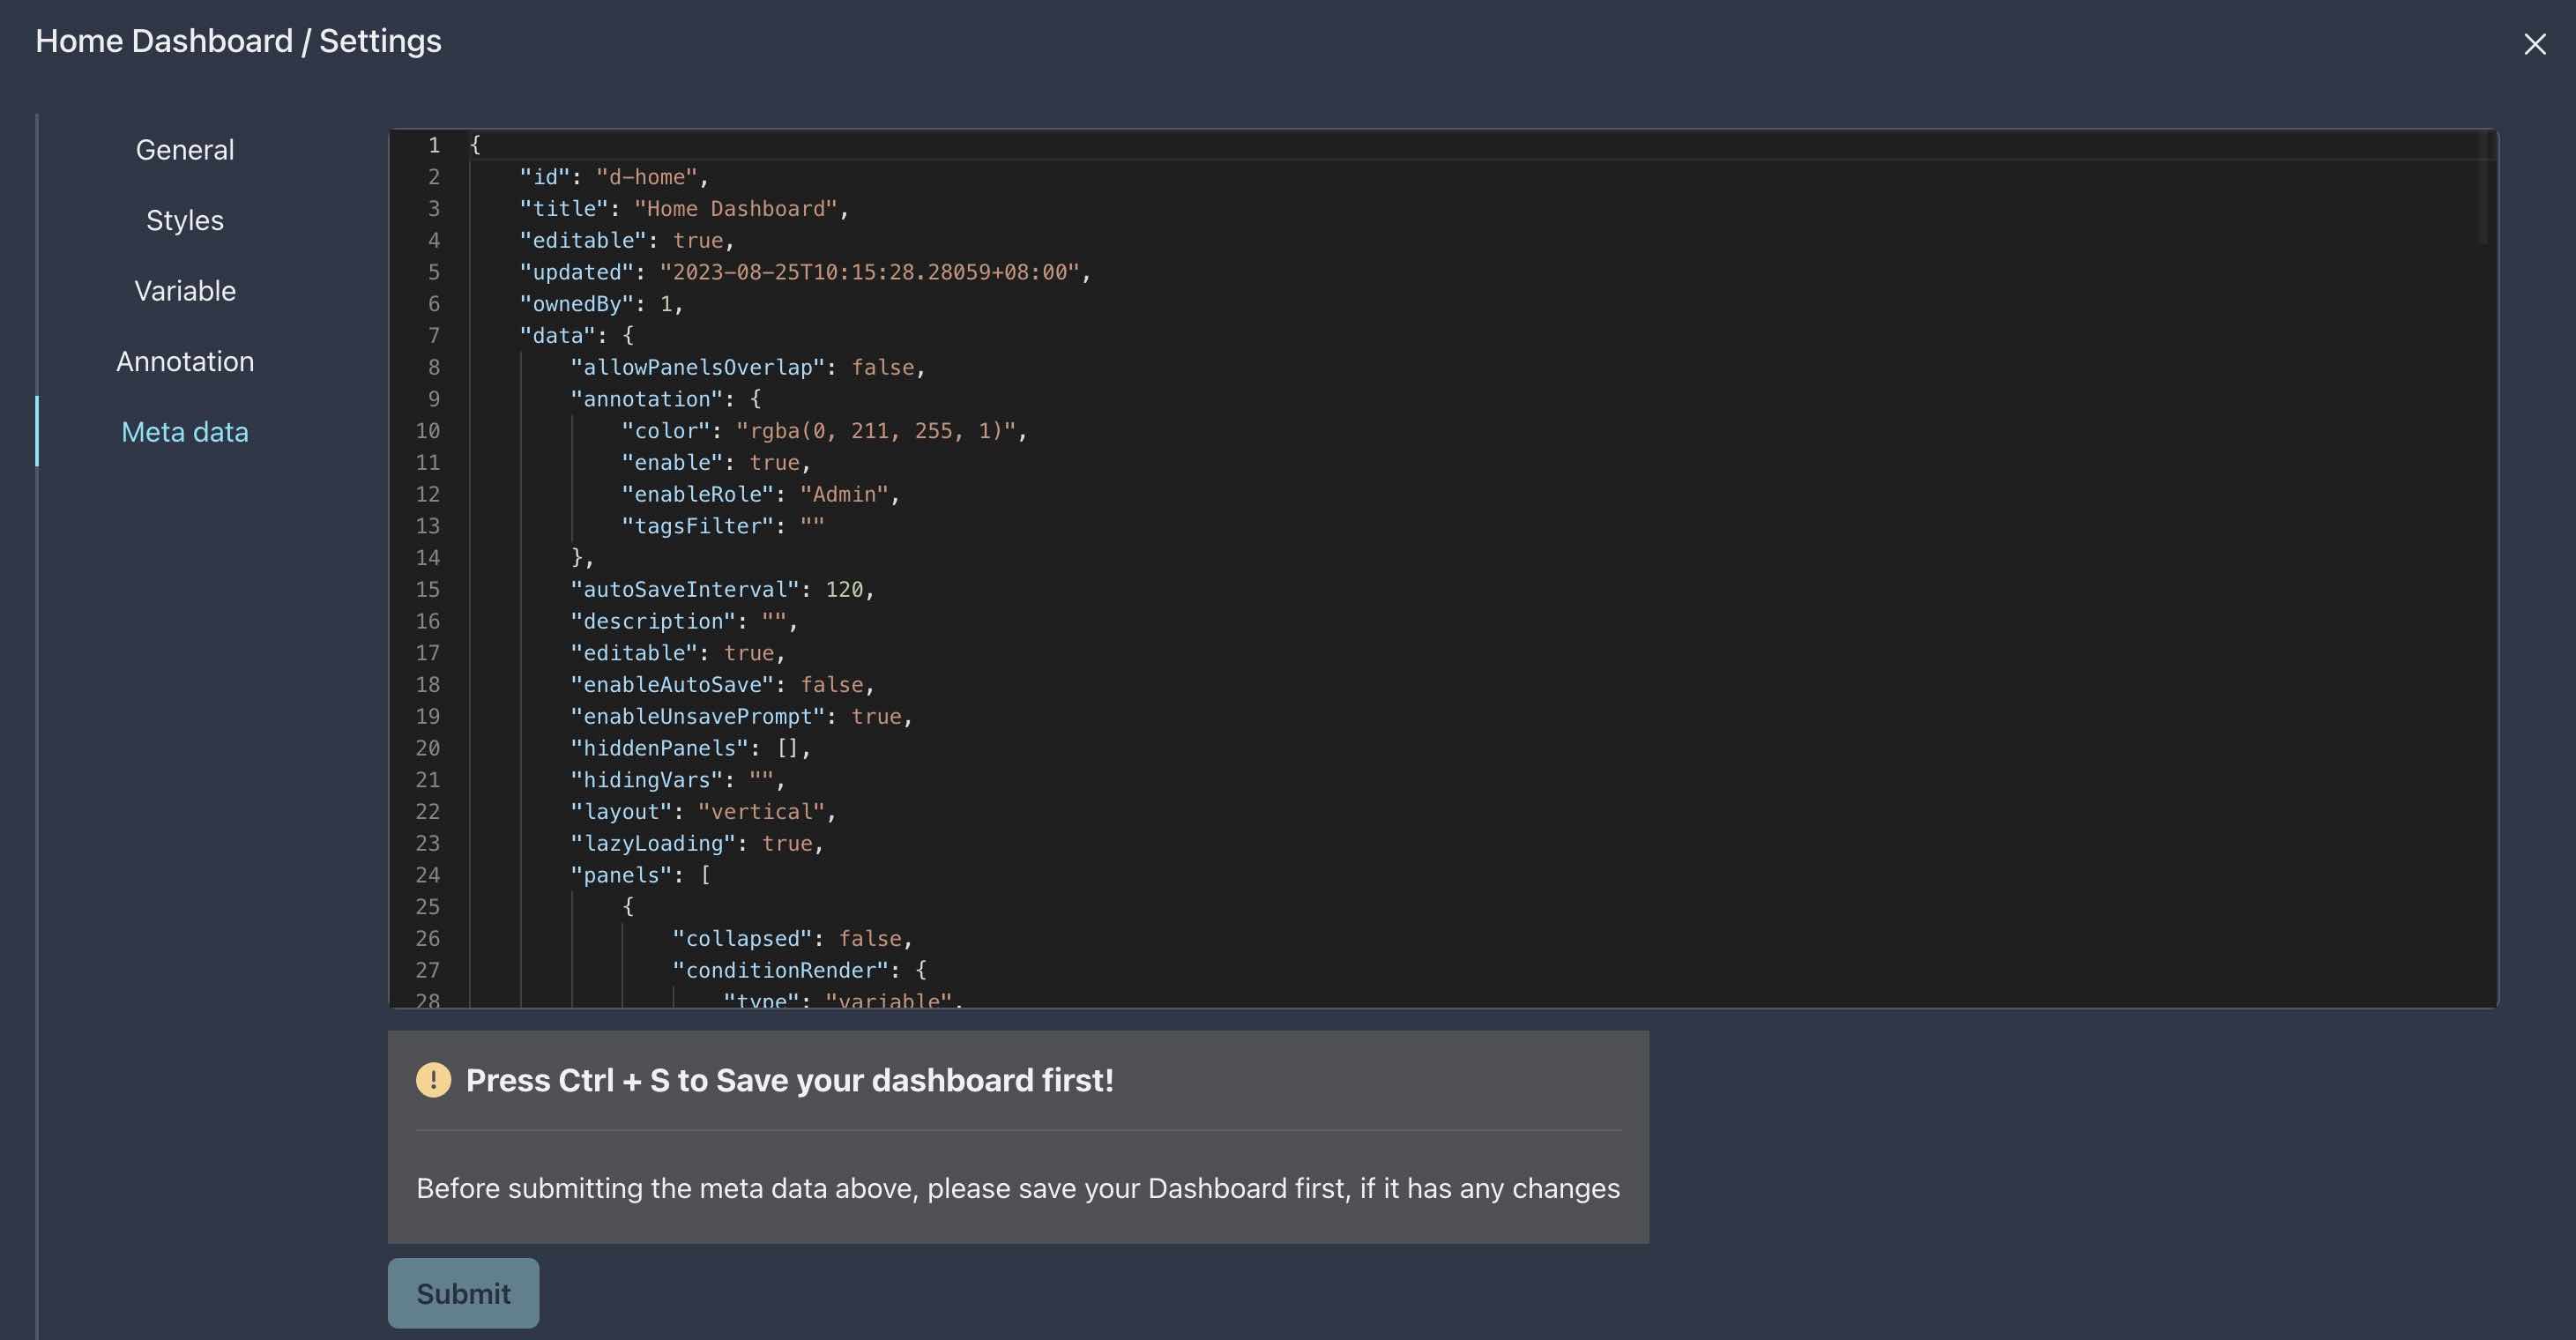 Home Dashboard / Settings
General
Styles
Variable
Annotation
Meta data
1 {
2 "id": "d-home",
3 "title": "Home Dashboard",
4 "editable": true,
5 "updated": "2023-08-25T10:15:28.28059+08:00",
6 "ownedBy": 1,
7 "data": {
8 "allowPanelsOverlap": false,
9 "annotation": {
10 "color": "rgba(0, 211, 255, 1)",
11 "enable": true,
12 "enableRole": "Admin",
13 "tagsFilter": ""
14 },
15 "autoSaveInterval": 120,
16 "description": "",
17 "editable": true,
18 "enableAutoSave": false,
19 "enableUnsavePrompt": true,
20 "hiddenPanels": [],
21 "hidingVars": "",
22 "layout": "vertical",
23 "lazyLoading": true,
24 "panels": [
25 {
26 "collapsed": false,
27 "conditionRender": {
28 "type": "variable",
Press Ctrl + S to Save your dashboard first!
Before submitting the meta data above, please save your Dashboard first, if it has any changes
Submit